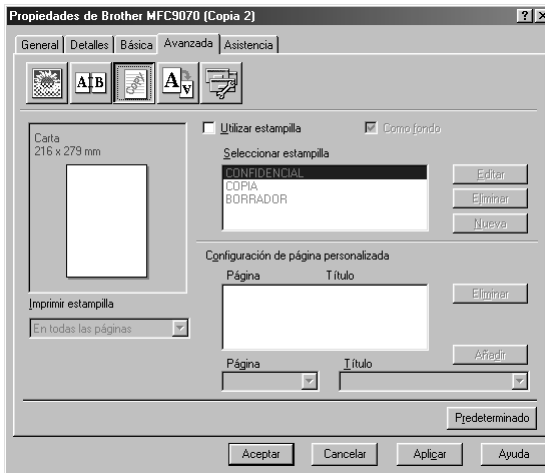 Propiedades de Brother MFC9070 (Copia 2)
General Detalles Básica Avanzada Asistencia
A B
A
Carta
216 x 279 mm
Utilizar estampilla
Como fondo
Seleccionar estampilla
CONFIDENCIAL
COPIA
BORRADOR
Editar
Eliminar
Nueva
Configuración de página personalizada
Página Título
Eliminar
Añadir
Página Título
Imprimir estampilla
En todas las páginas
Predeterminado
Aceptar Cancelar Aplicar Ayuda